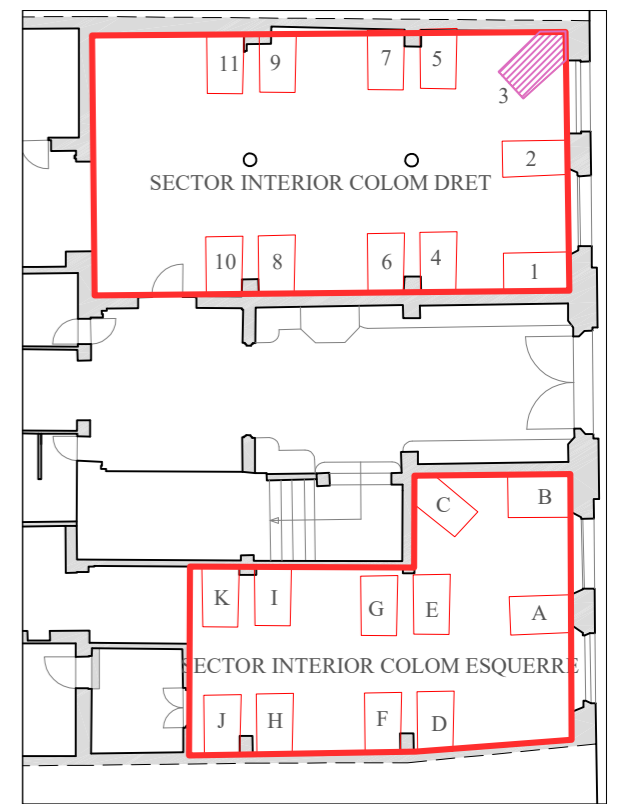 11 9 7 5
3
2
SECTOR INTERIOR COLOM DRET
10 8 6 4
1
C B
K I G E A
SECTOR INTERIOR COLOM ESQUERRE
J H F D